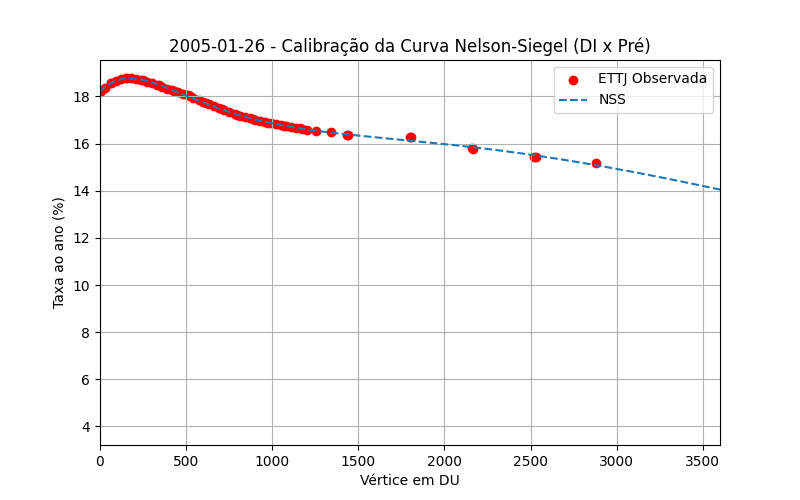 2005-01-26 - Calibração da Curva Nelson-Siegel (DI x Pré)
ETTJ Observada
NSS
Taxa ao ano (%)
18
16
14
12
10
8
6
4
0 500 1000 1500 2000 2500 3000 3500
Vértice em DU